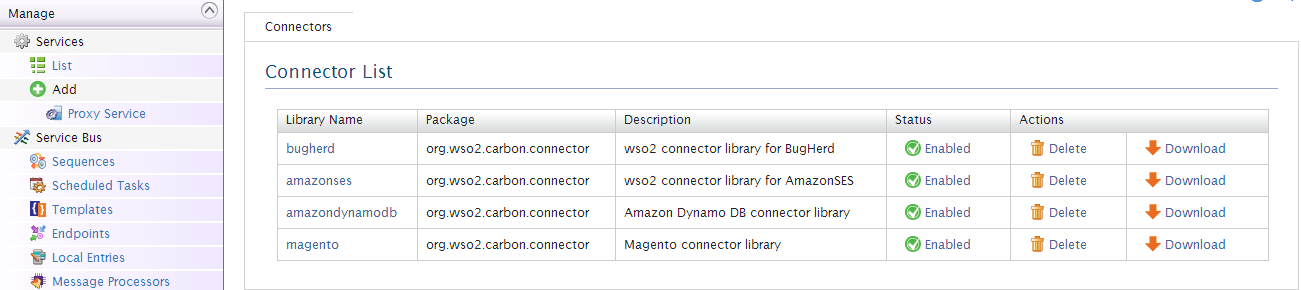 Manage
Services
List
Add
Proxy Service
Service Bus
Sequences
Scheduled Tasks
Templates
Endpoints
Local Entries
Message Processors
Connectors
Connector List
Library Name Package Description Status Actions
bugherd org.wso2.carbon.connector wso2 connector library for BugHerd Enabled Delete Download
amazonses org.wso2.carbon.connector wso2 connector library for AmazonSES Enabled Delete Download
amazondynamodb org.wso2.carbon.connector Amazon Dynamo DB connector library Enabled Delete Download
magento org.wso2.carbon.connector Magento connector library Enabled Delete Download